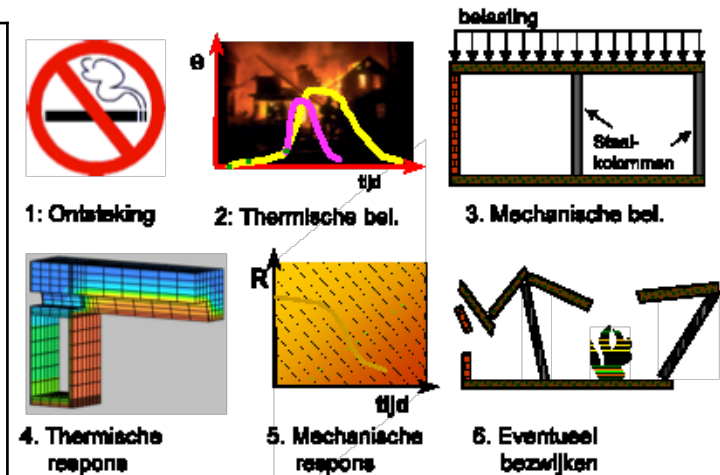 belasting
Θ
tijd
Staal-
kolommen
1: Ontsteking
2: Thermische bel.
3. Mechanische bel.
R
tijd
4. Thermische
respons
5. Mechanische
respons
6. Eventueel
bezwijken